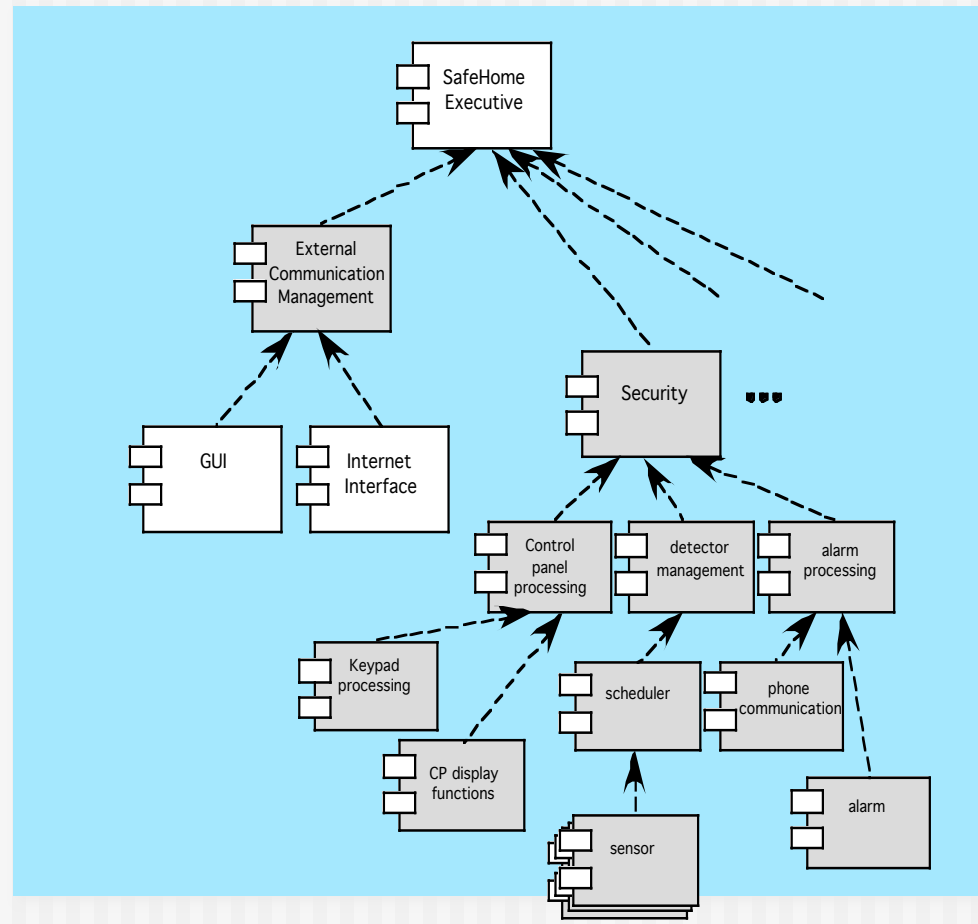 SafeHome
Executive
External
Communication
Management
Security
GUI
Internet
Interface
Control
panel
processing
detector
management
alarm
processing
Keypad
processing
scheduler
phone
communication
CP display
functions
alarm
sensor